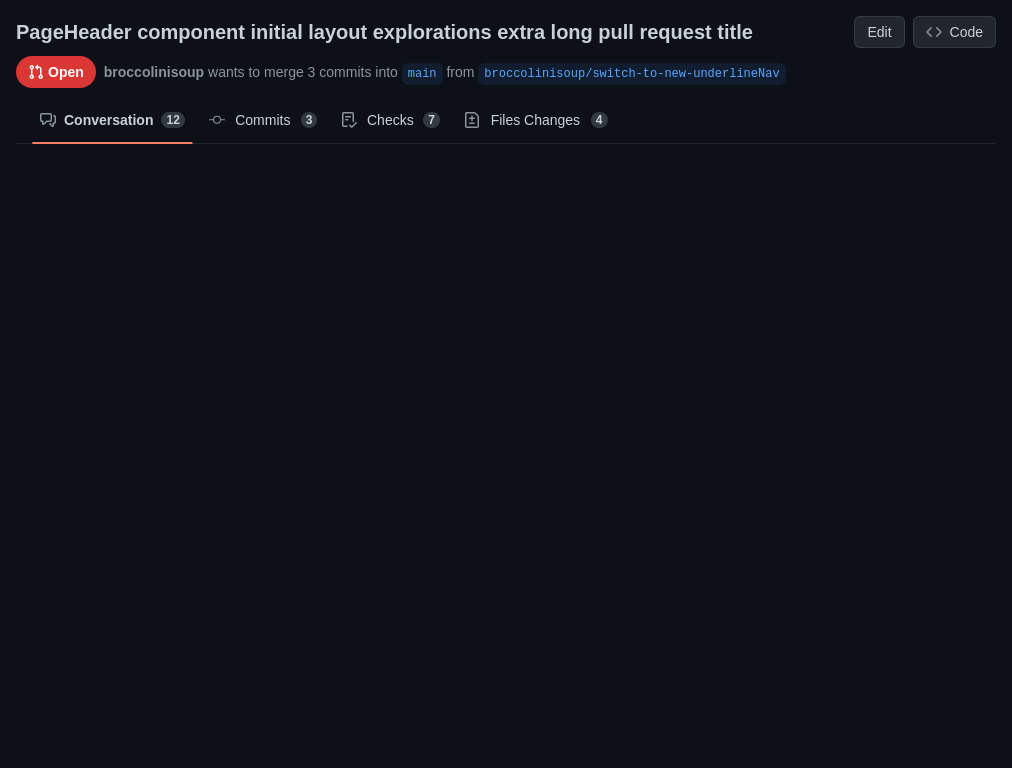 PageHeader component initial layout explorations extra long pull request title Edit Code
Open broccolinisoup wants to merge 3 commits into main from broccolinisoup/switch-to-new-underlineNav
Conversation 12 Commits 3 Checks 7 Files Changes 4